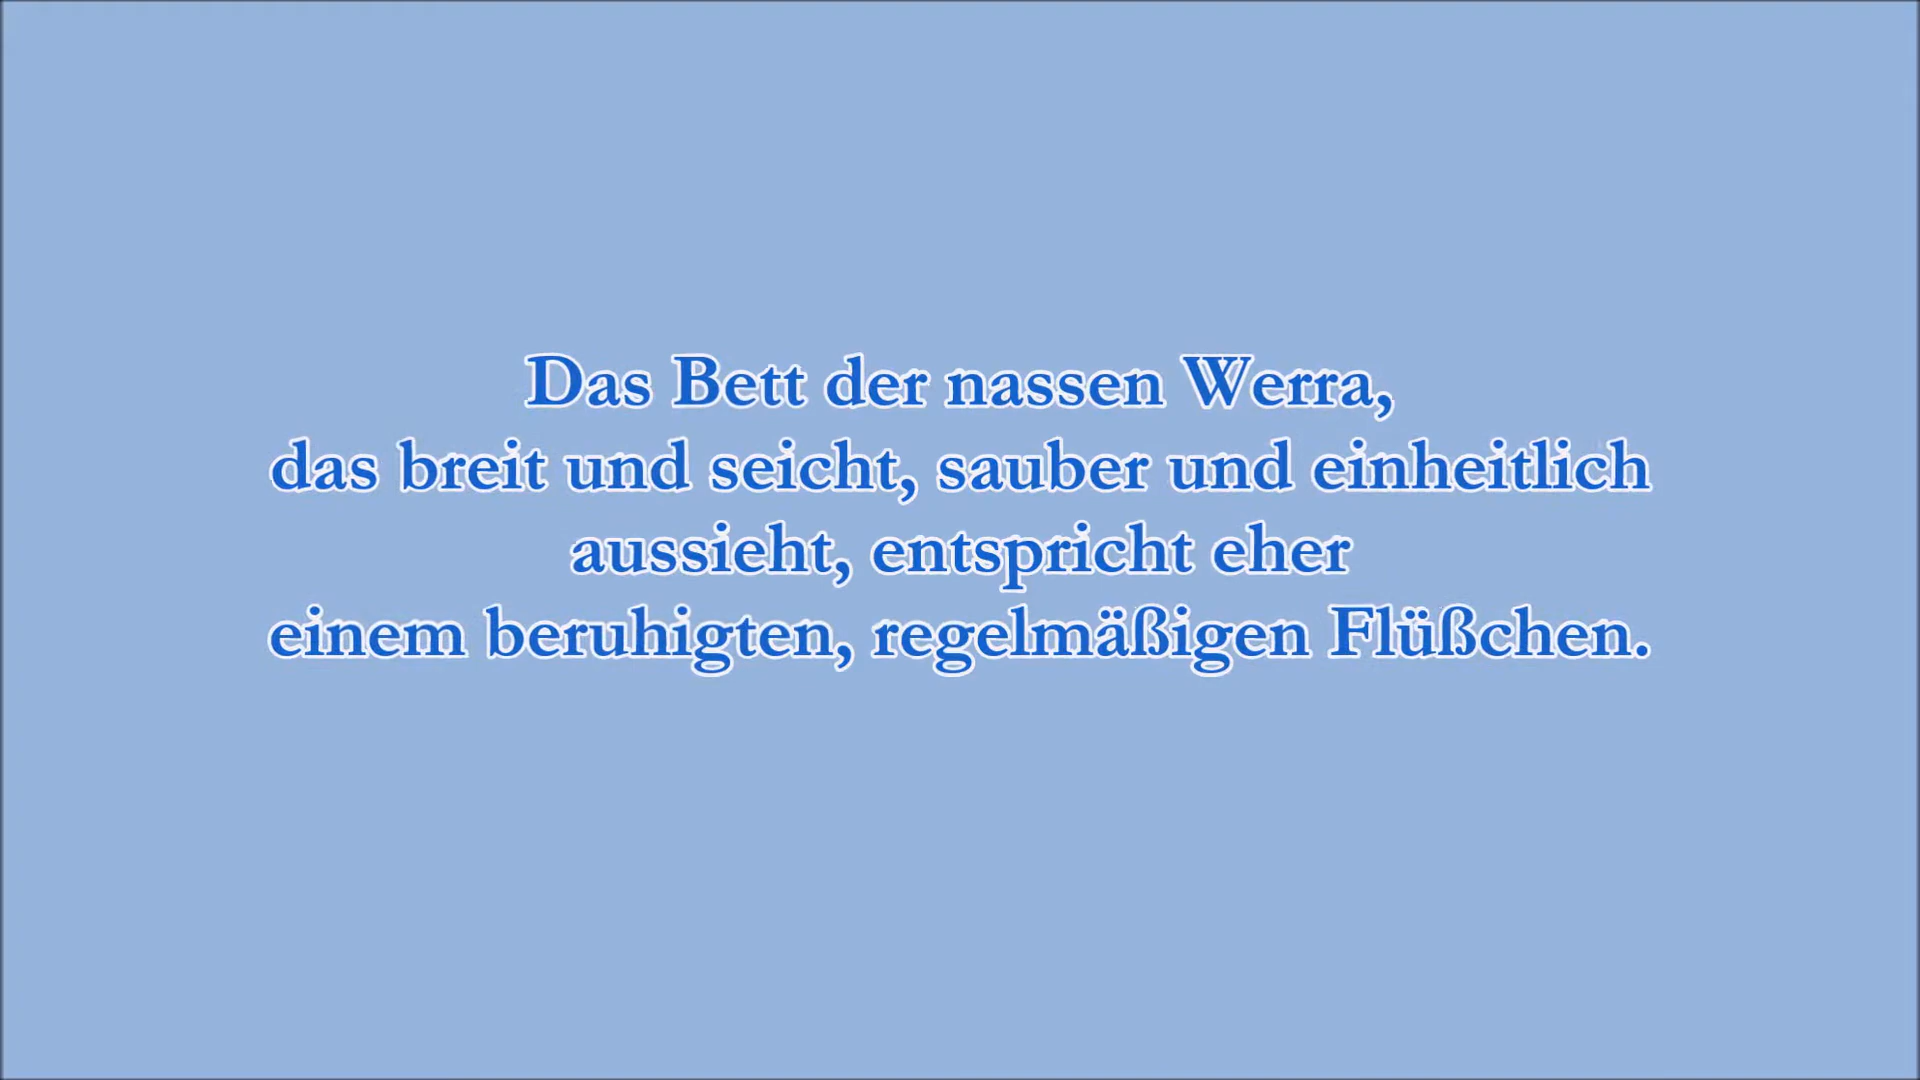 Das Bett der nassen Werra,
das breit und seicht, sauber und einheitlich
aussieht, entspricht eher
einem beruhigten, regelmäßigen Flüßchen.